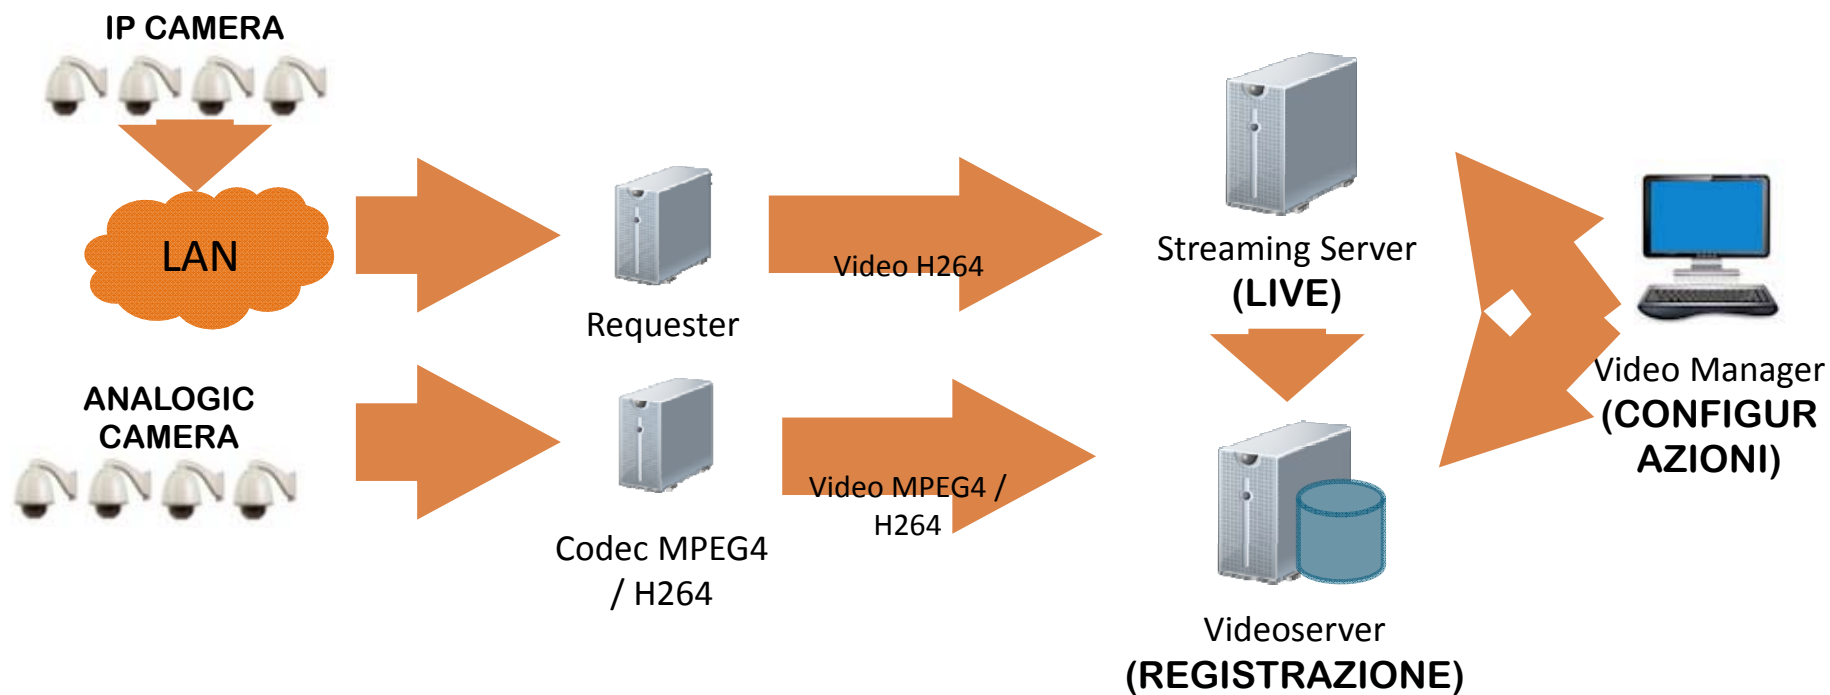 IP CAMERA
LAN
Requester
Video H264
Streaming Server
(LIVE)
Video Manager
(CONFIGUR
AZIONI)
ANALOGIC
CAMERA
Codec MPEG4
/ H264
Video MPEG4 /
H264
Videoserver
(REGISTRAZIONE)